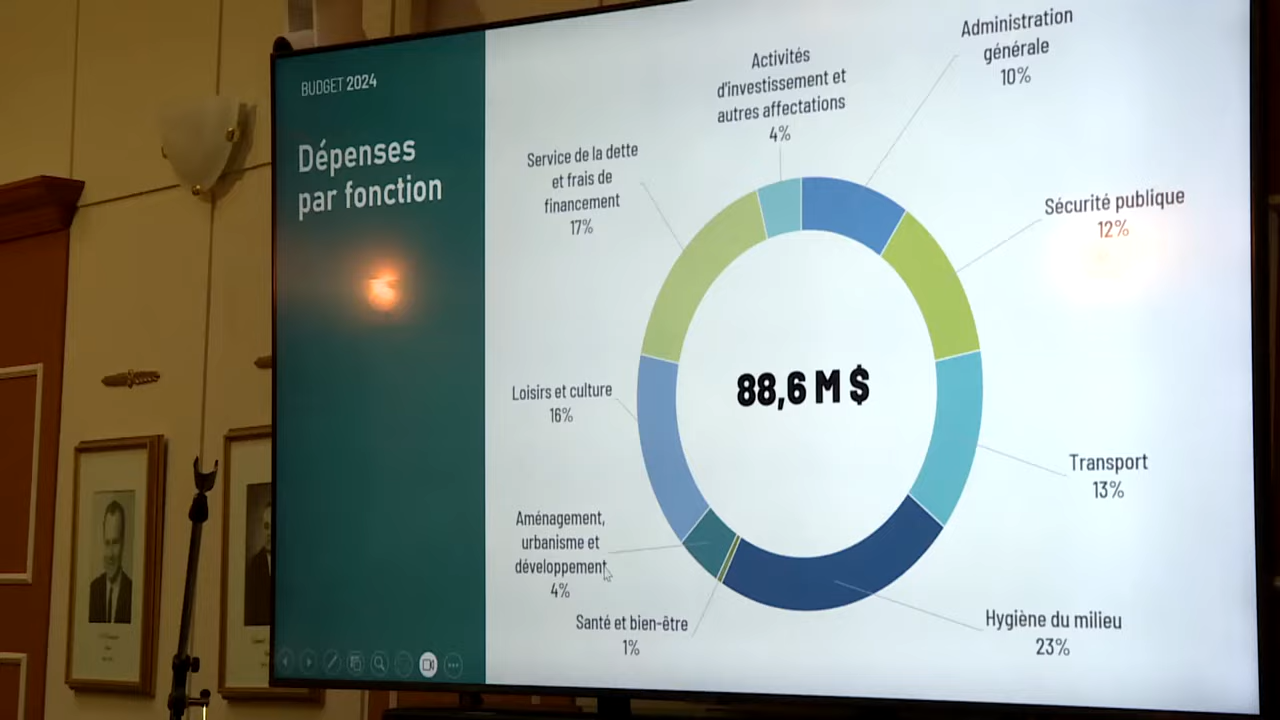 BUDGET 2024
Dépenses
par fonction
Activités
d'investissement et
autres affectations
4%
Administration
générale
10%
Service de la dette
et frais de
financement
17%
Sécurité publique
12%
88,6 M $
Loisirs et culture
16%
Transport
13%
Aménagement,
urbanisme et
développement
4%
Santé et bien-être
1%
Hygiène du milieu
23%